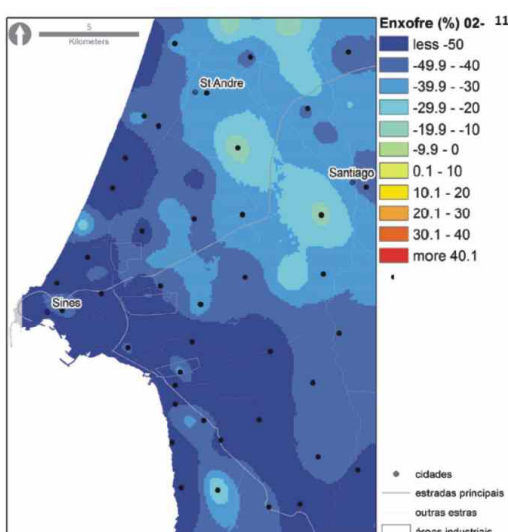 5
Kilometers
Enxofre (%) 02- 11
less -50
-49.9 - -40
-39.9 - -30
-29.9 - -20
-19.9 - -10
-9.9 - 0
0.1 - 10
10.1 - 20
20.1 - 30
30.1 - 40
more 40.1
St Andre
Santiago
Sines
cidades
estradas principais
outras estras
áreas industriais